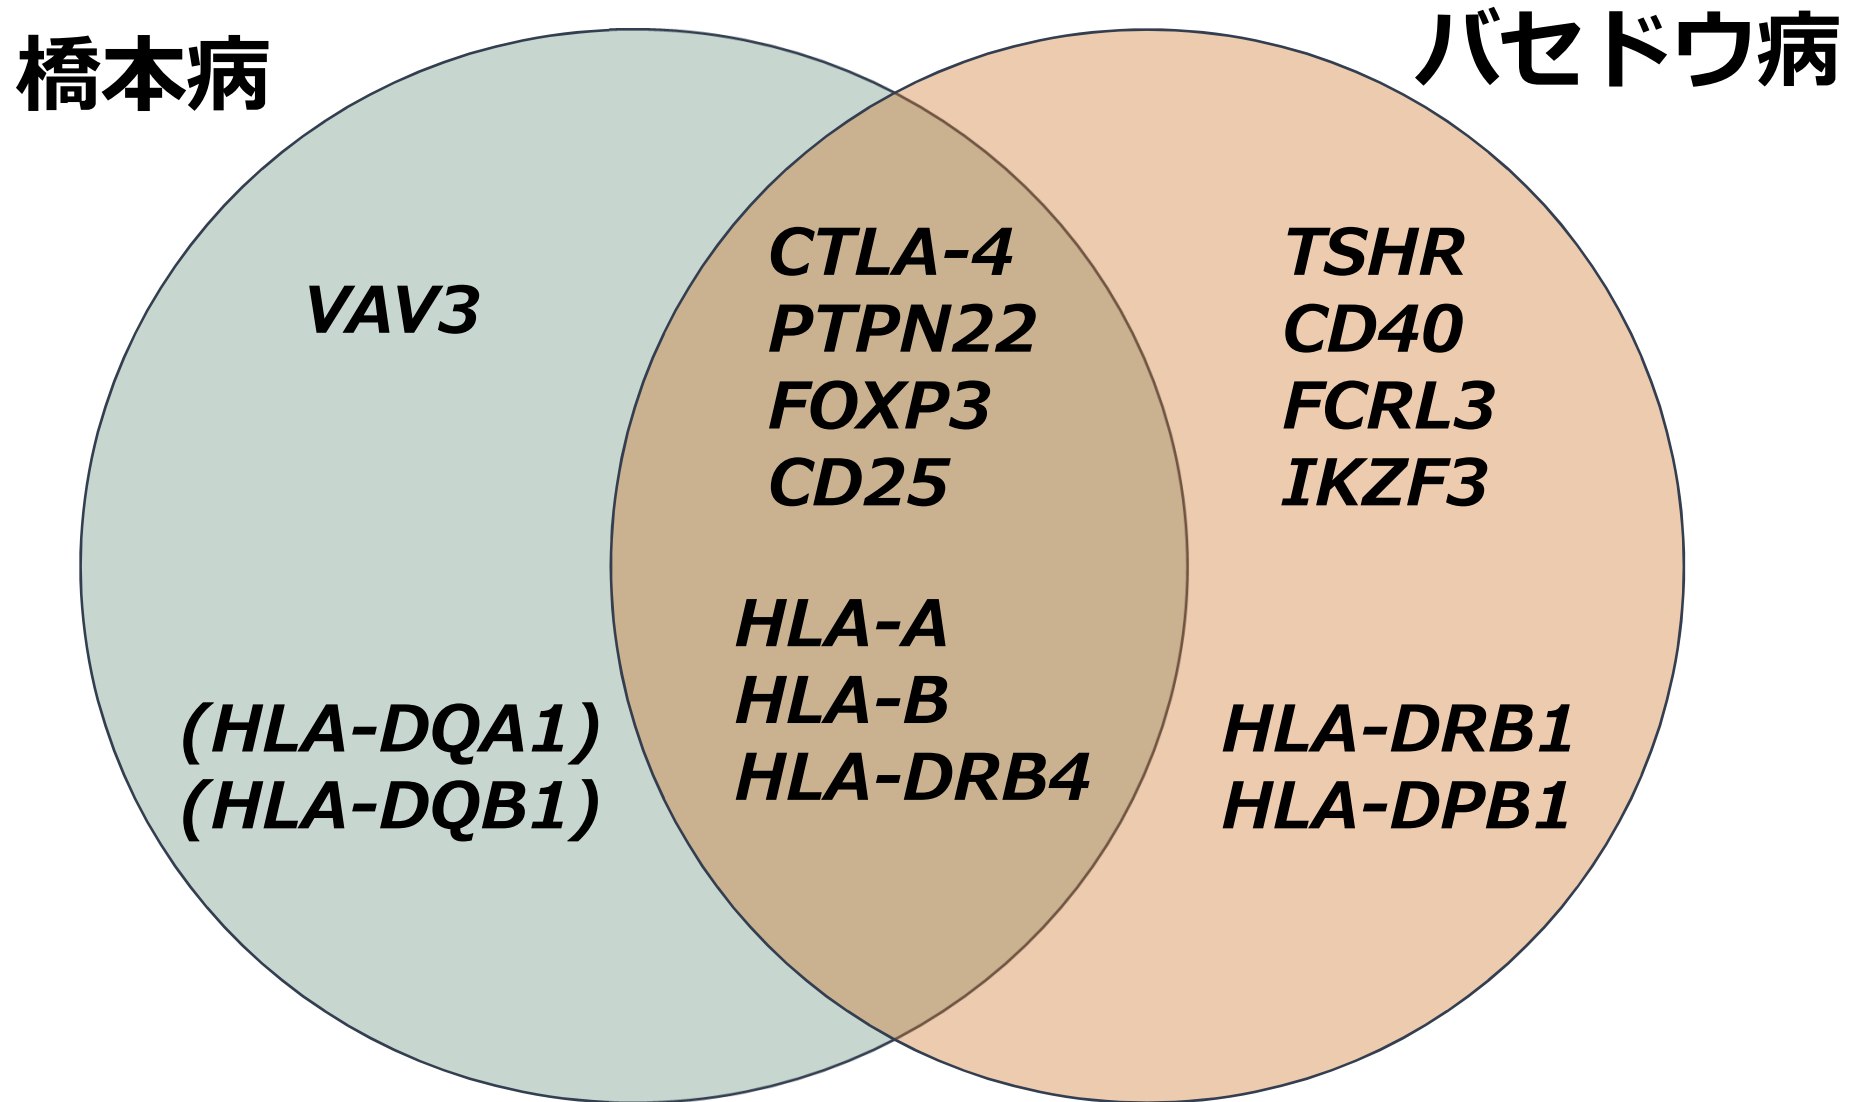 橋本病
バセドウ病
VAV3
(HLA-DQA1)
(HLA-DQB1)
CTLA-4
PTPN22
FOXP3
CD25
HLA-A
HLA-B
HLA-DRB4
TSHR
CD40
FCRL3
IKZF3
HLA-DRB1
HLA-DPB1